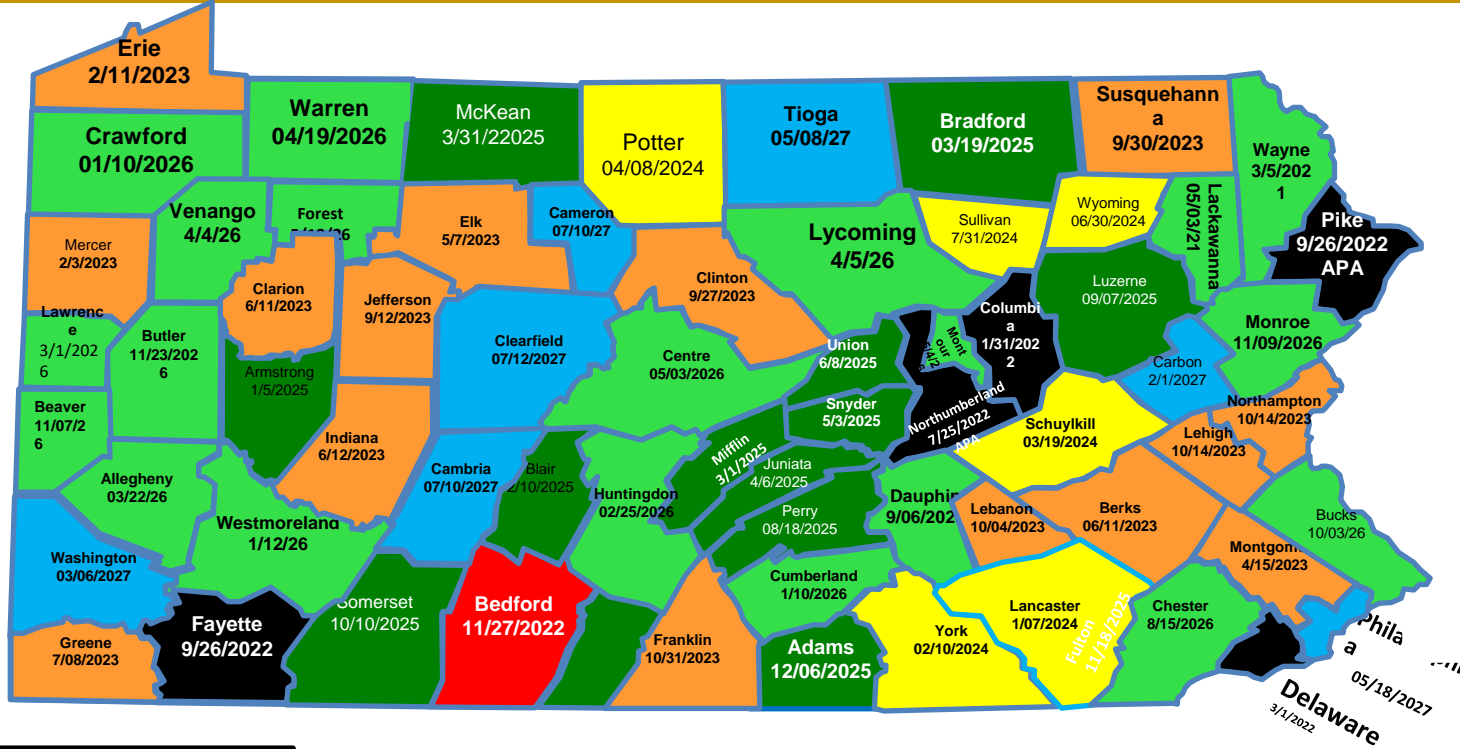 Erie
2/11/2023
Crawford
01/10/2026
Warren
04/19/2026
McKean
3/31/22025
Potter
04/08/2024
Tioga
05/08/27
Bradford
03/19/2025
Susquehann
a
9/30/2023
Wayne
3/5/202
1
Pike
9/26/2022
APA
Lackawanna
05/03/21
Wyoming
06/30/2024
Sullivan
7/31/2024
Lycoming
4/5/26
Clinton
9/27/2023
Cameron
07/10/27
Elk
5/7/2023
Forest
Venango
4/4/26
Mercer
2/3/2023
Clarion
6/11/2023
Jefferson
9/12/2023
Clearfield
07/12/2027
Centre
05/03/2026
Union
6/8/2025
Snyder
5/3/2025
Mont
our
Columbi
a
1/31/202
2
Luzerne
09/07/2025
Monroe
11/09/2026
Carbon
2/1/2027
Northampton
10/14/2023
Lehigh
10/14/2023
Schuylkill
03/19/2024
Northumberland
7/25/2022
APA
Lawrenc
e
3/1/202
6
Butler
11/23/202
6
Armstrong
1/5/2025
Beaver
11/07/2
6
Indiana
6/12/2023
Allegheny
03/22/26
Westmoreland
1/12/26
Cambria
07/10/2027
Blair
2/10/2025
Huntingdon
02/25/2026
Mifflin
3/1/2025
Juniata
4/6/2025
Perry
08/18/2025
Dauphin
9/06/202
Lebanon
10/04/2023
Berks
06/11/2023
Bucks
10/03/26
Montgom
4/15/2023
Washington
03/06/2027
Greene
7/08/2023
Fayette
9/26/2022
Somerset
10/10/2025
Bedford
11/27/2022
Franklin
10/31/2023
Cumberland
1/10/2026
Adams
12/06/2025
York
02/10/2024
Lancaster
1/07/2024
Fulton
11/18/2025
Chester
8/15/2026
Phila
a
05/18/2027
Delaware
3/1/2022